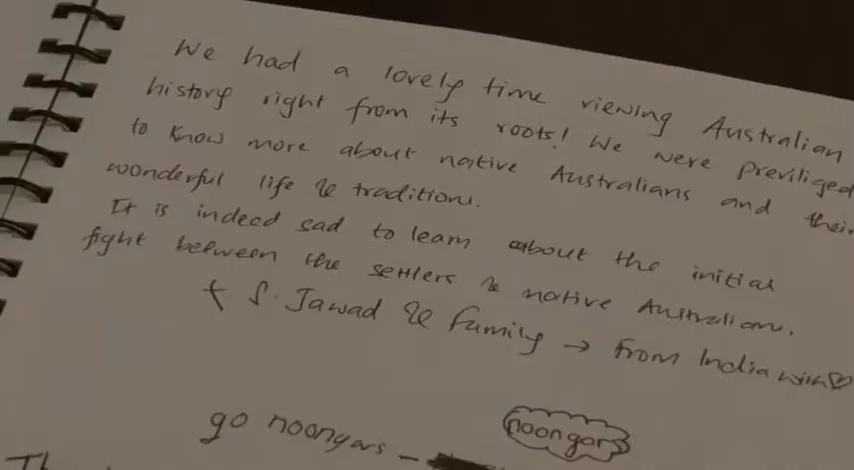 We had a lovely time viewing Australian
history right from its roots! We were previliged
to know more about native Australians and their
wonderful life & traditions.
It is indeed sad to learn about the initial
fight between the settlers & native Australians.
S. Jawad & family → from India with ♡
go noongars –
noongars
Th